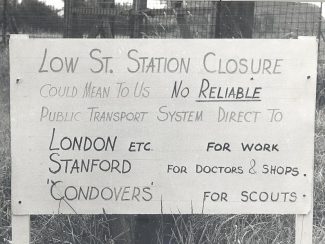 LOW ST. STATION CLOSURE
COULD MEAN TO US NO RELIABLE
PUBLIC TRANSPORT SYSTEM DIRECT TO
LONDON ETC. FOR WORK
STANFORD FOR DOCTORS & SHOPS.
'CONDOVERS' FOR SCOUTS